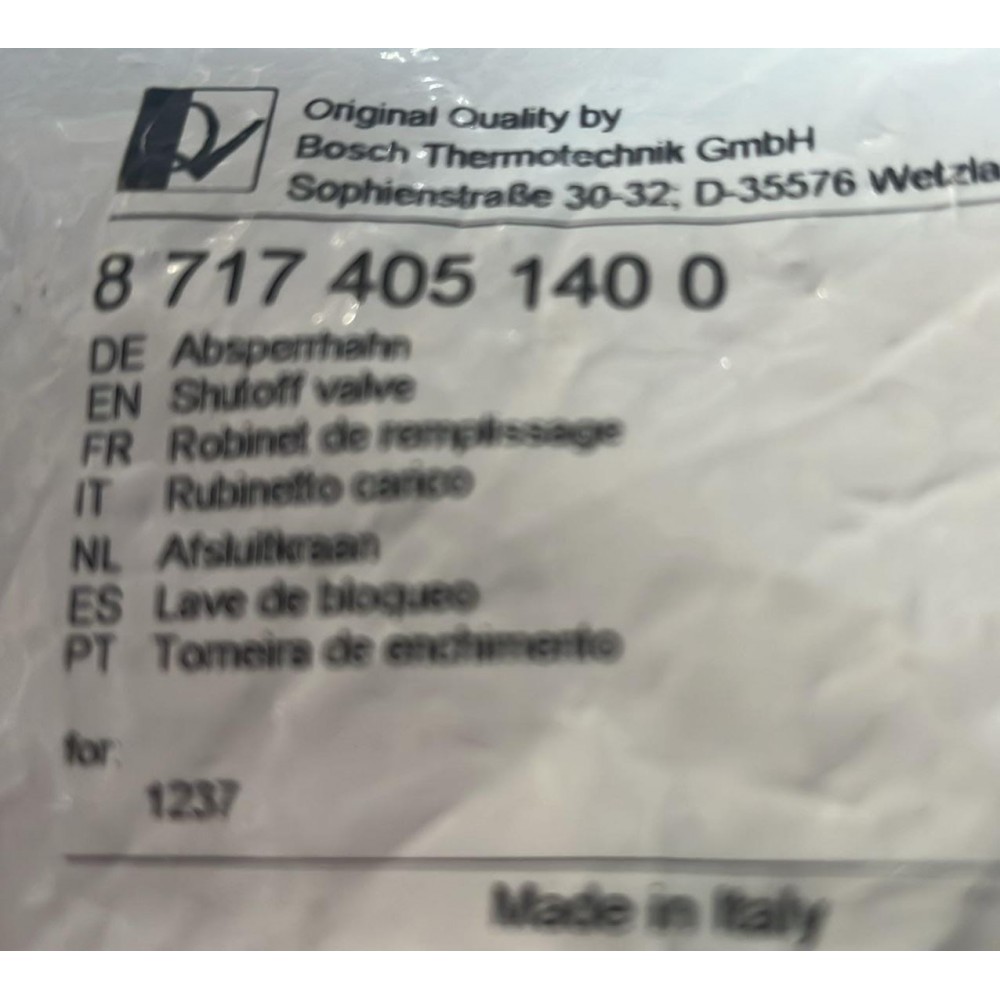 Original Quality by
Bosch Thermotechnik GmbH
Sophienstraße 30-32; D-35576 Wetzla
8 717 405 140 0
DE Absperrhahn
EN Shutoff valve
FR Robinet de remplissage
IT Rubinetto carico
NL Afsluitkraan
ES Lave de bloqueo
PT Torneira de enchimento
for:
1237
Made in Italy